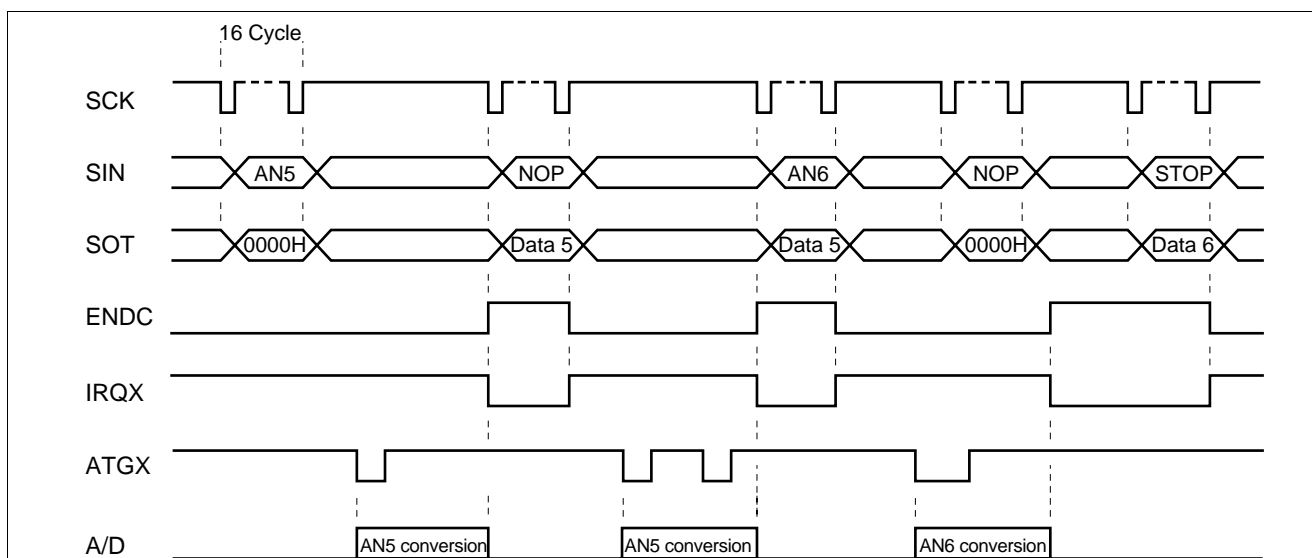 16 Cycle
SCK
SIN AN5 NOP AN6 NOP STOP
SOT 0000H Data 5 Data 5 0000H Data 6
ENDC
IRQX
ATGX
A/D AN5 conversion AN5 conversion AN6 conversion